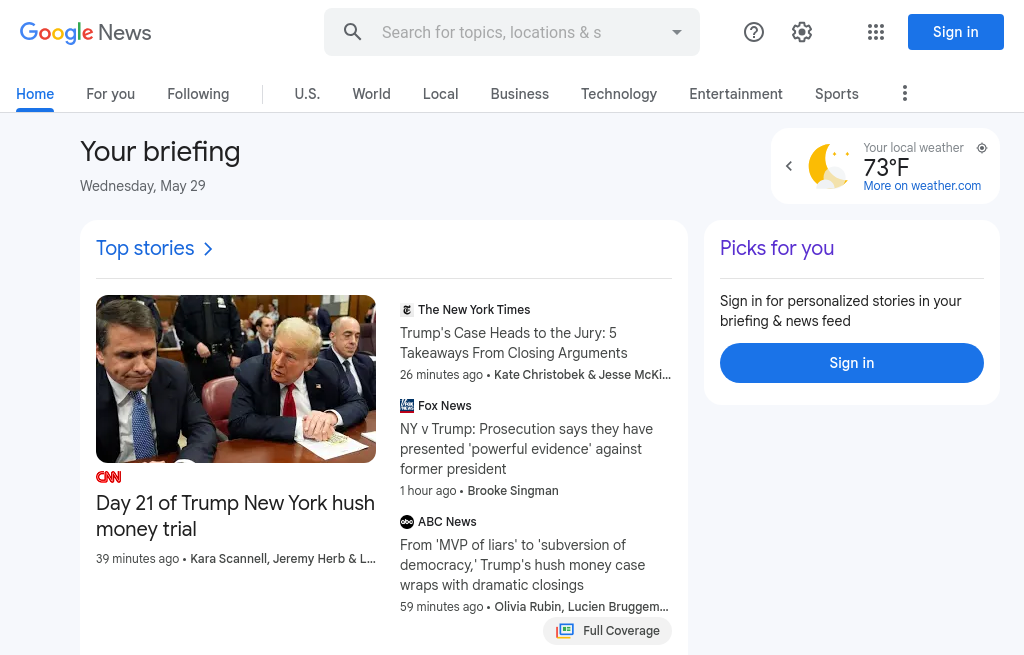 Google News
Search for topics, locations & s
Sign in
Home
For you
Following
U.S.
World
Local
Business
Technology
Entertainment
Sports
Your briefing
Wednesday, May 29
Your local weather
73°F
More on weather.com
Top stories
CNN
Day 21 of Trump New York hush
money trial
39 minutes ago • Kara Scannell, Jeremy Herb & L...
The New York Times
Trump's Case Heads to the Jury: 5
Takeaways From Closing Arguments
26 minutes ago • Kate Christobek & Jesse McKi...
Fox News
NY v Trump: Prosecution says they have
presented 'powerful evidence' against
former president
1 hour ago • Brooke Singman
abc ABC News
From 'MVP of liars' to 'subversion of
democracy,' Trump's hush money case
wraps with dramatic closings
59 minutes ago • Olivia Rubin, Lucien Bruggem...
Full Coverage
Picks for you
Sign in for personalized stories in your
briefing & news feed
Sign in